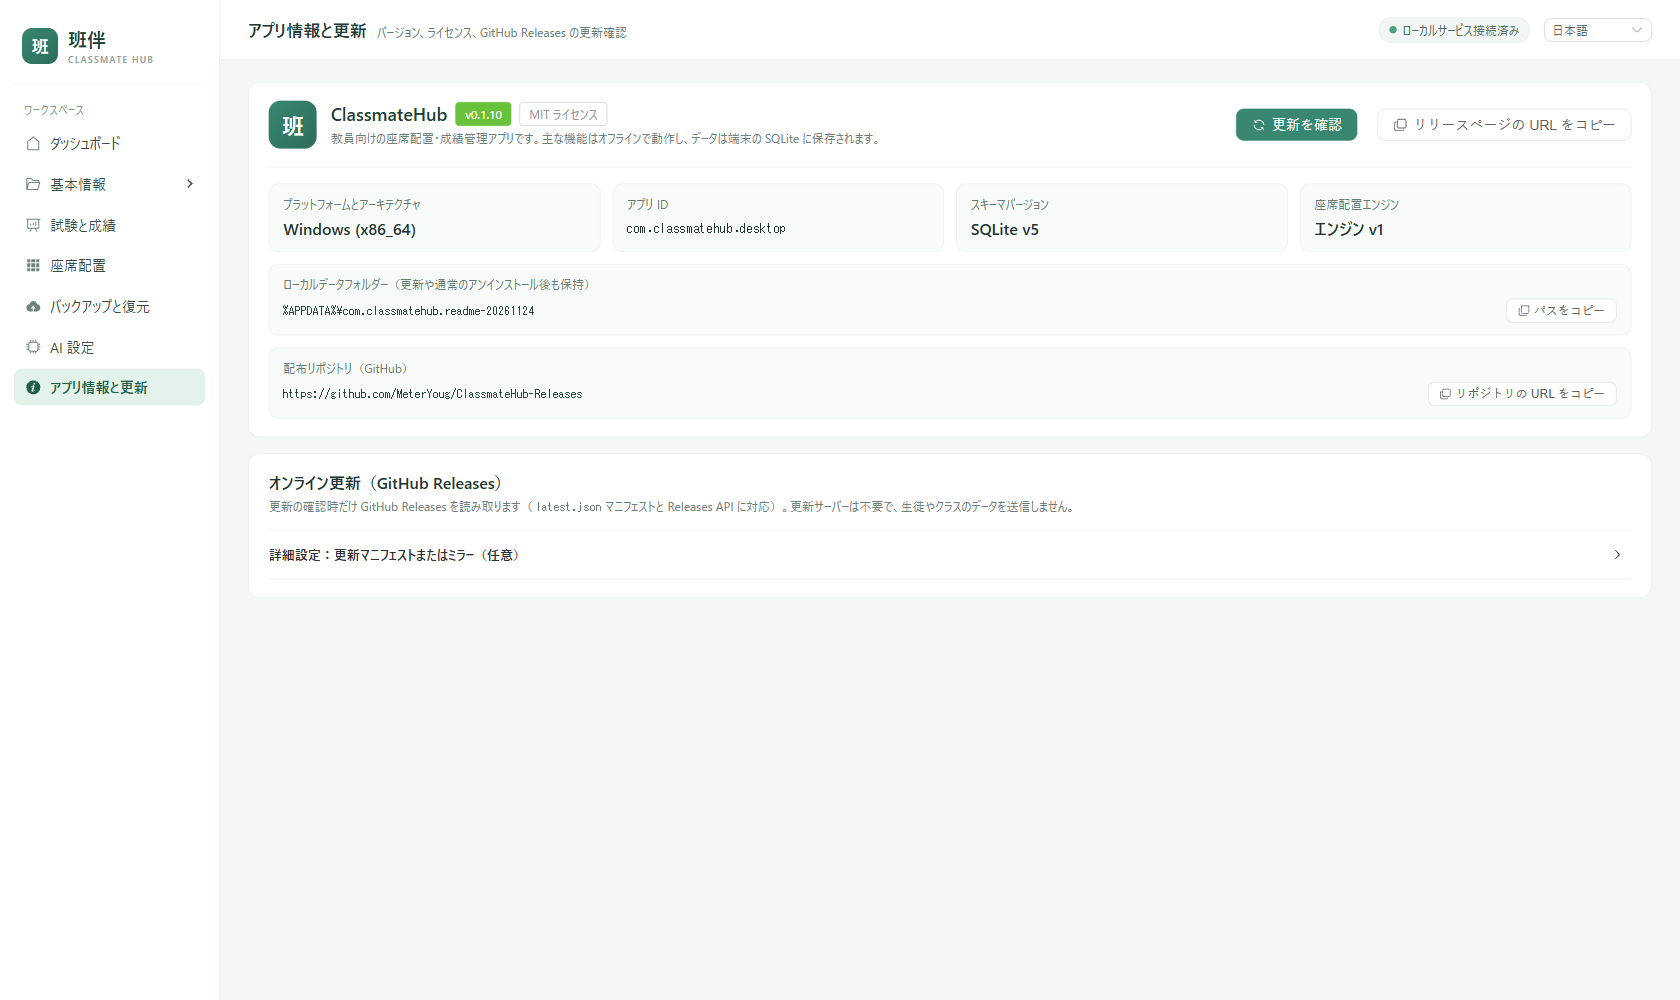 班
班伴
CLASSMATE HUB
ワークスペース
ダッシュボード
基本情報
試験と成績
座席配置
バックアップと復元
AI 設定
アプリ情報と更新
アプリ情報と更新 バージョン、ライセンス、GitHub Releases の更新確認
ローカルサービス接続済み
日本語
班
ClassmateHub v0.1.10 MIT ライセンス
教員向けの座席配置・成績管理アプリです。主な機能はオフラインで動作し、データは端末の SQLite に保存されます。
更新を確認
リリースページの URL をコピー
プラットフォームとアーキテクチャ
Windows (x86_64)
アプリ ID
com.classmatehub.desktop
スキーマバージョン
SQLite v5
座席配置エンジン
エンジン v1
ローカルデータフォルダー（更新や通常のアンインストール後も保持）
%APPDATA%¥com.classmatehub.readme-20261124
パスをコピー
配布リポジトリ（GitHub）
https://github.com/MeterYoug/ClassmateHub-Releases
リポジトリの URL をコピー
オンライン更新（GitHub Releases）
更新の確認時だけ GitHub Releases を読み取ります（ latest.json マニフェストと Releases API に対応）。更新サーバーは不要で、生徒やクラスのデータを送信しません。
詳細設定：更新マニフェストまたはミラー（任意）